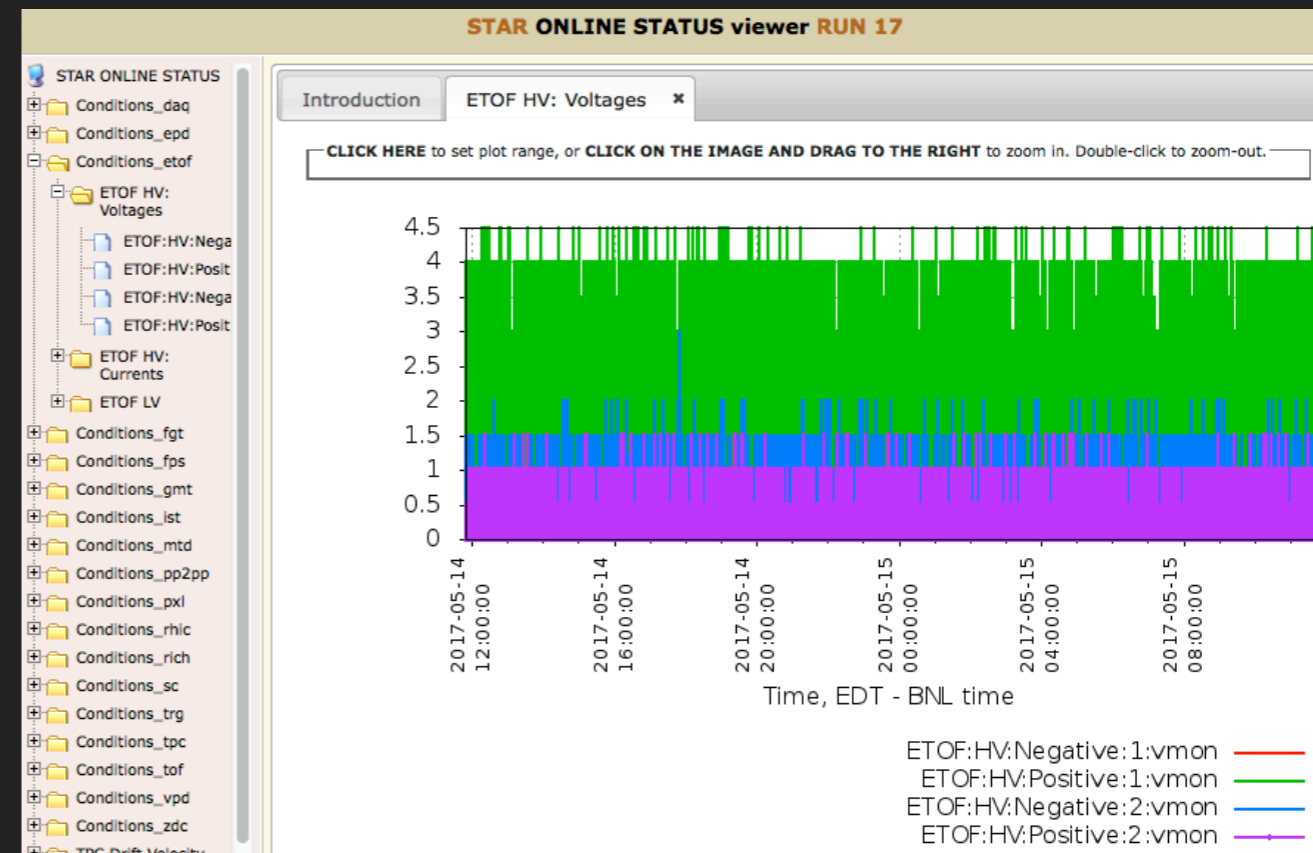 STAR ONLINE STATUS viewer RUN 17
STAR ONLINE STATUS
Conditions_daq
Conditions_epd
Conditions_etof
ETOF HV:
Voltages
ETOF:HV:Nega
ETOF:HV:Posit
ETOF:HV:Nega
ETOF:HV:Posit
ETOF HV:
Currents
ETOF LV
Conditions_fgt
Conditions_fps
Conditions_gmt
Conditions_ist
Conditions_mtd
Conditions_pp2pp
Conditions_pxl
Conditions_rhic
Conditions_rich
Conditions_sc
Conditions_trg
Conditions_tpc
Conditions_tof
Conditions_vpd
Conditions_zdc
TPC Drift Velocity
Introduction
ETOF HV: Voltages ×
CLICK HERE to set plot range, or CLICK ON THE IMAGE AND DRAG TO THE RIGHT to zoom in. Double-click to zoom-out.
4.5
4
3.5
3
2.5
2
1.5
1
0.5
0
2017-05-14
12:00:00
2017-05-14
16:00:00
2017-05-14
20:00:00
2017-05-15
00:00:00
2017-05-15
04:00:00
2017-05-15
08:00:00
Time, EDT - BNL time
ETOF:HV:Negative:1:vmon
ETOF:HV:Positive:1:vmon
ETOF:HV:Negative:2:vmon
ETOF:HV:Positive:2:vmon